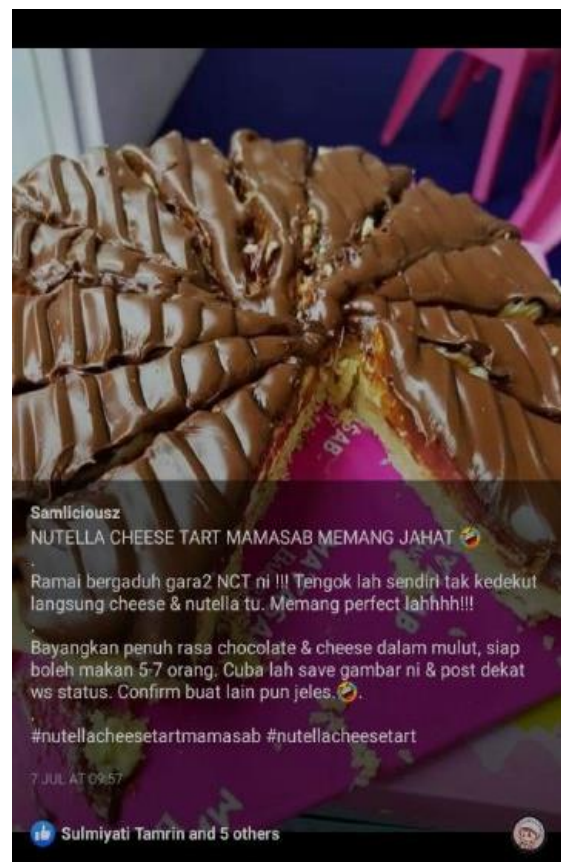 Samliciousz
NUTELLA CHEESE TART MAMASAB MEMANG JAHAT 🤣
.
Ramai bergaduh gara2 NCT ni !!! Tengok lah sendiri tak kedekut
langsung cheese & nutella tu. Memang perfect lahhhh!!!
.
Bayangkan penuh rasa chocolate & cheese dalam mulut, siap
boleh makan 5-7 orang. Cuba lah save gambar ni & post dekat
ws status. Confirm buat lain pun jeles.🤣.
.
#nutellacheesetartmamasab #nutellacheesetart
7 JUL AT 09:57
Sulmiyati Tamrin and 5 others